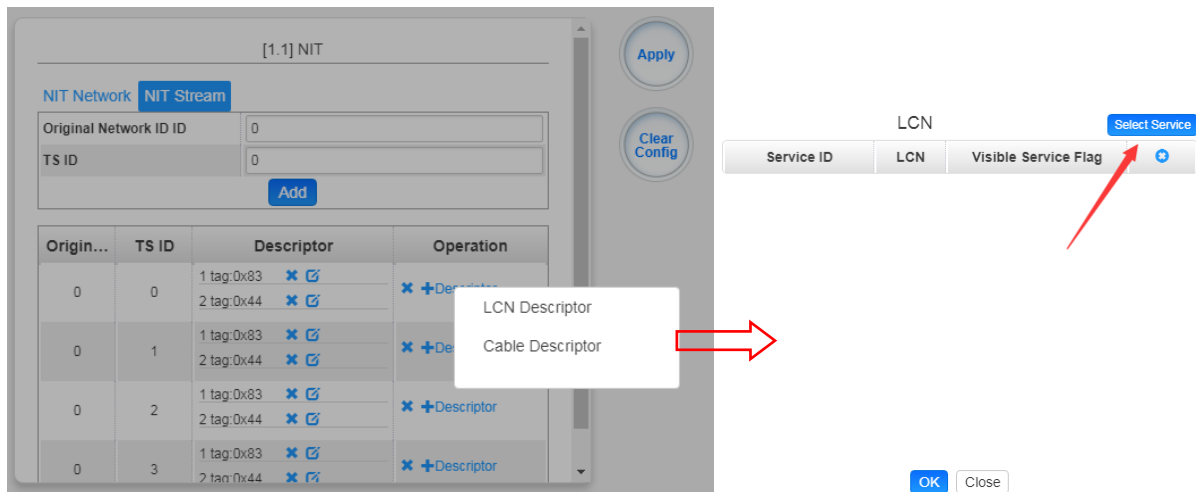 [1.1] NIT
NIT Network NIT Stream
Original Network ID ID 0
TS ID 0
Add
Origin... TS ID Descriptor Operation
0 0 1 tag:0x83
2 tag:0x44
0 1 1 tag:0x83
2 tag:0x44
0 2 1 tag:0x83
2 tag:0x44
Descriptor
0 3 1 tag:0x83
2 tag:0x44
Descriptor
LCN Descriptor
Cable Descriptor
Apply
Clear
Config
LCN
Select Service
Service ID LCN Visible Service Flag
OK Close